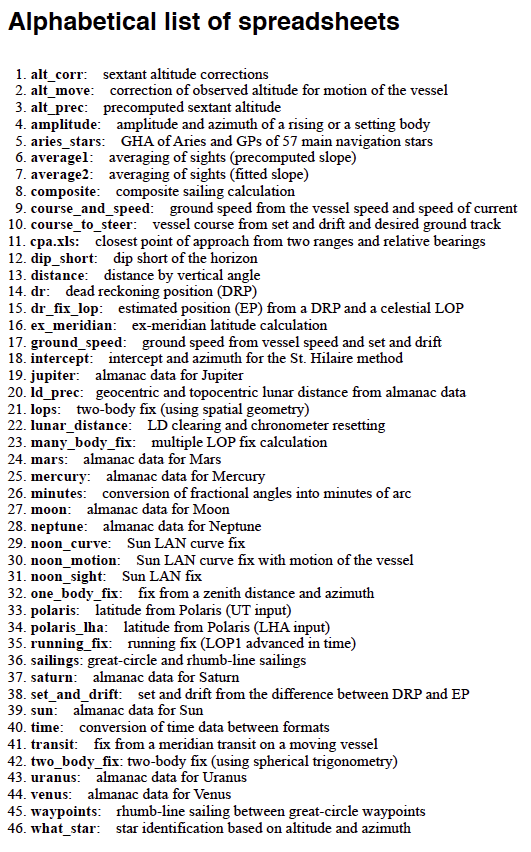 Alphabetical list of spreadsheets
1. alt_corr: sextant altitude corrections
2. alt_move: correction of observed altitude for motion of the vessel
3. alt_prec: precomputed sextant altitude
4. amplitude: amplitude and azimuth of a rising or a setting body
5. aries_stars: GHA of Aries and GPs of 57 main navigation stars
6. average1: averaging of sights (precomputed slope)
7. average2: averaging of sights (fitted slope)
8. composite: composite sailing calculation
9. course_and_speed: ground speed from the vessel speed and speed of current
10. course_to_steer: vessel course from set and drift and desired ground track
11. cpa.xls: closest point of approach from two ranges and relative bearings
12. dip_short: dip short of the horizon
13. distance: distance by vertical angle
14. dr: dead reckoning position (DRP)
15. dr_fix_lop: estimated position (EP) from a DRP and a celestial LOP
16. ex_meridian: ex-meridian latitude calculation
17. ground_speed: ground speed from vessel speed and set and drift
18. intercept: intercept and azimuth for the St. Hilaire method
19. jupiter: almanac data for Jupiter
20. ld_prec: geocentric and topocentric lunar distance from almanac data
21. lops: two-body fix (using spatial geometry)
22. lunar_distance: LD clearing and chronometer resetting
23. many_body_fix: multiple LOP fix calculation
24. mars: almanac data for Mars
25. mercury: almanac data for Mercury
26. minutes: conversion of fractional angles into minutes of arc
27. moon: almanac data for Moon
28. neptune: almanac data for Neptune
29. noon_curve: Sun LAN curve fix
30. noon_motion: Sun LAN curve fix with motion of the vessel
31. noon_sight: Sun LAN fix
32. one_body_fix: fix from a zenith distance and azimuth
33. polaris: latitude from Polaris (UT input)
34. polaris_lha: latitude from Polaris (LHA input)
35. running_fix: running fix (LOP1 advanced in time)
36. sailings: great-circle and rhumb-line sailings
37. saturn: almanac data for Saturn
38. set_and_drift: set and drift from the difference between DRP and EP
39. sun: almanac data for Sun
40. time: conversion of time data between formats
41. transit: fix from a meridian transit on a moving vessel
42. two_body_fix: two-body fix (using spherical trigonometry)
43. uranus: almanac data for Uranus
44. venus: almanac data for Venus
45. waypoints: rhumb-line sailing between great-circle waypoints
46. what_star: star identification based on altitude and azimuth